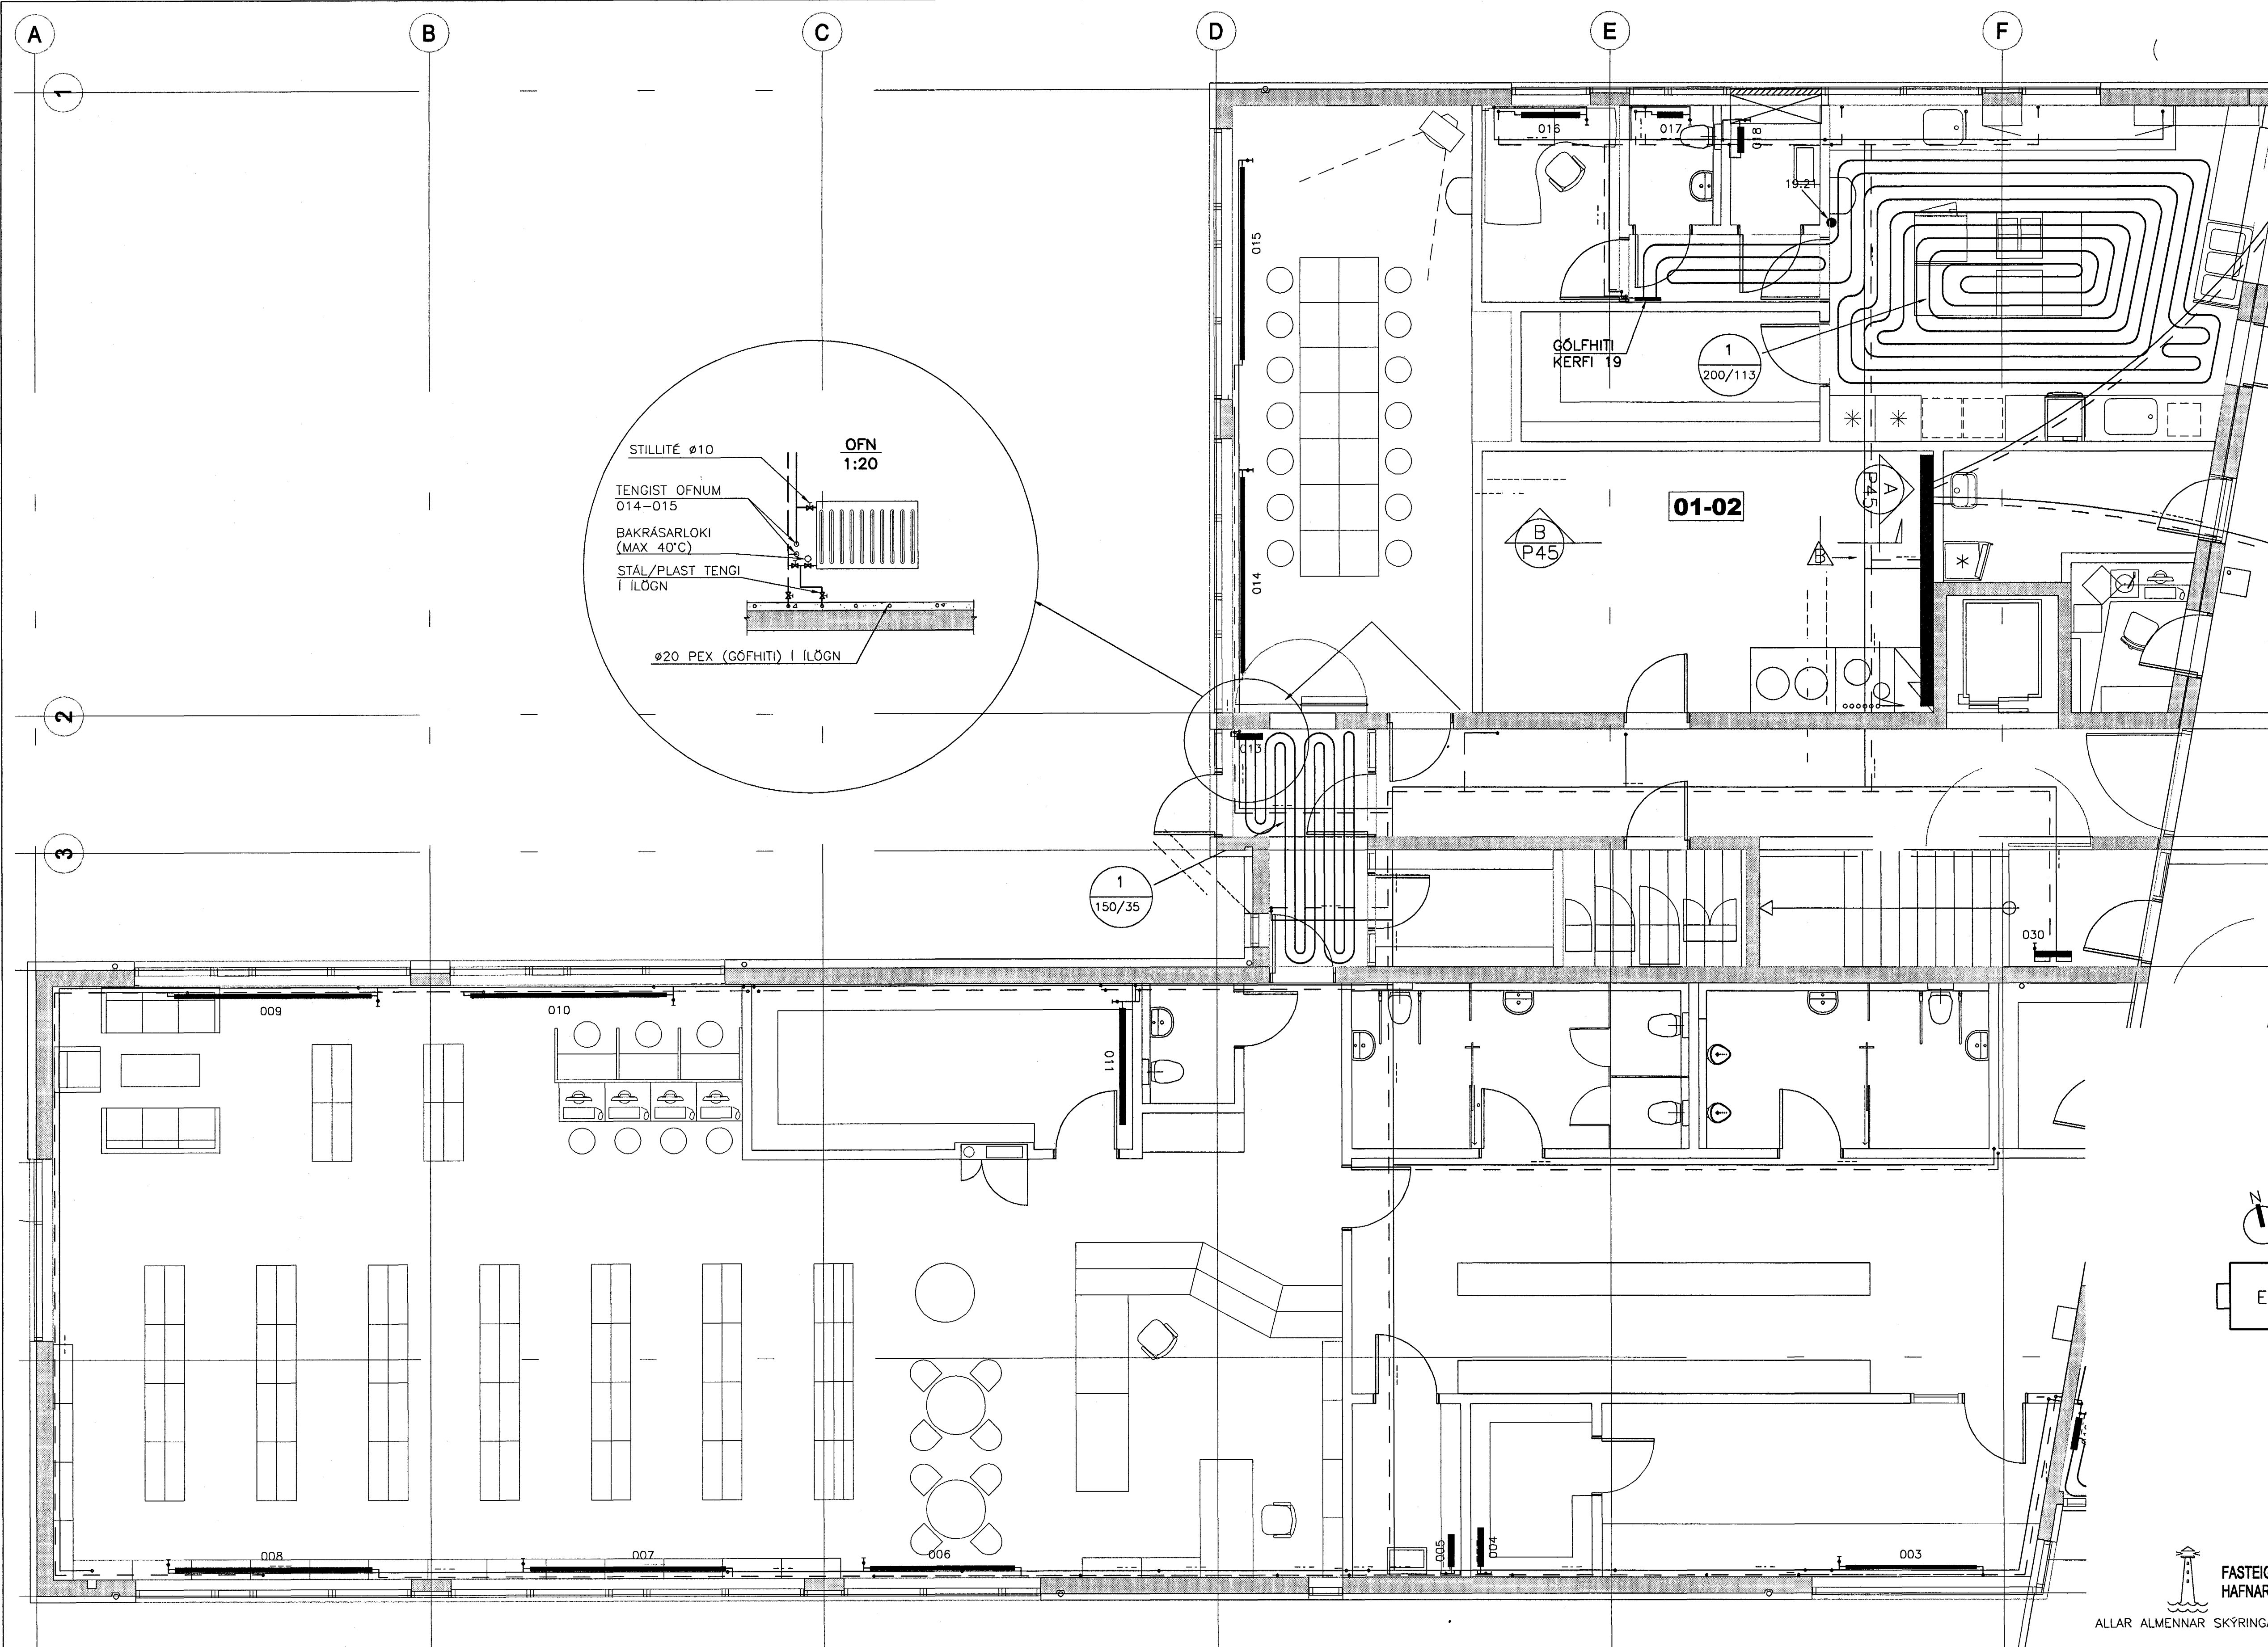 A
B
C
D
E
F
1
016
017
018
19.21
015
GÓLFHITI
KERFI 19
1
200/113
OFN
1:20
STILLITÉ ø10
TENGIST OFNUM
014-015
BAKRÁSARLOKI
(MAX 40°C)
STÁL/PLAST TENGI
Í ÍLÖGN
ø20 PEX (GÓFHITI) Í ÍLÖGN
01-02
A
P45
B
P45
B
014
2
013
3
1
150/35
030
009
010
011
N
E
008
007
006
005
004
003
FASTEIG
HAFNAR
ALLAR ALMENNAR SKÝRING